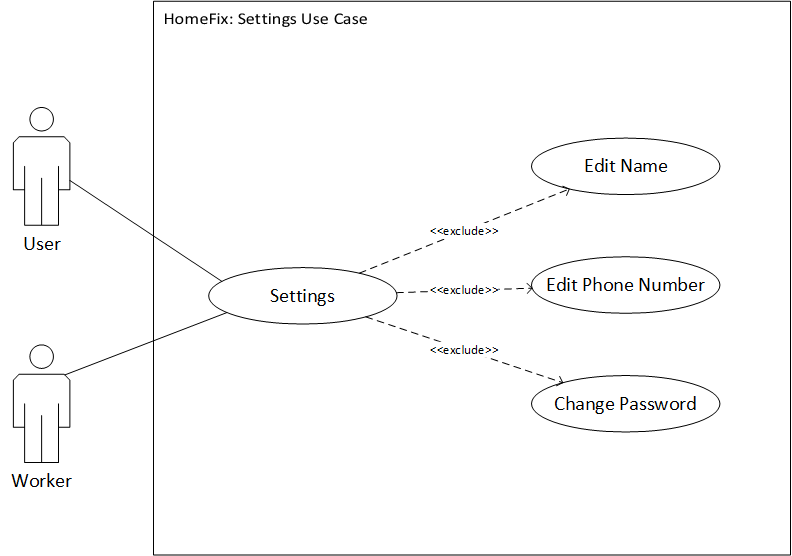 HomeFix: Settings Use Case
User
Worker
Settings
<<exclude>>
<<exclude>>
<<exclude>>
Edit Name
Edit Phone Number
Change Password